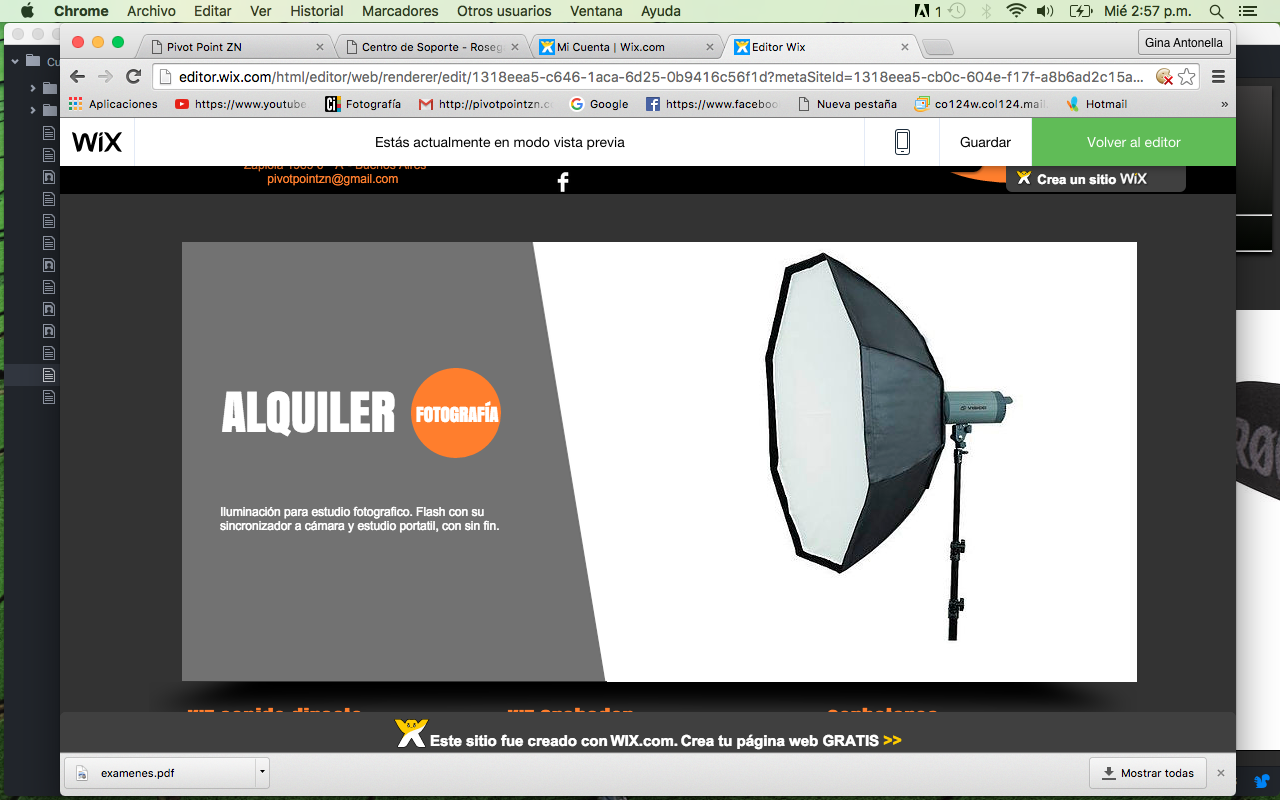 Chrome Archivo Editar Ver Historial Marcadores Otros usuarios Ventana Ayuda
1 Mié 2:57 p.m.
Cu
Pivot Point ZN
Centro de Soporte - Roseg
Mi Cuenta | Wix.com
Editor Wix
Gina Antonella
editor.wix.com/html/editor/web/renderer/edit/1318eea5-c646-1aca-6d25-0b9416c56f1d?metaSiteId=1318eea5-cb0c-604e-f17f-a8b6ad2c15a...
Aplicaciones https://www.youtube Fotografía http://pivotpointzn.co Google https://www.faceboo Nueva pestaña co124w.col124.mail. Hotmail »
WiX
Estás actualmente en modo vista previa
Guardar
Volver al editor
Zapiola 1505 6° "A" - Buenos Aires
pivotpointzn@gmail.com
f
Crea un sitio WiX
ALQUILER
FOTOGRAFÍA
Iluminación para estudio fotografico. Flash con su
sincronizador a cámara y estudio portatil, con sin fin.
VISICO
Este sitio fue creado con WIX.com. Crea tu página web GRATIS >>
examenes.pdf
Mostrar todas